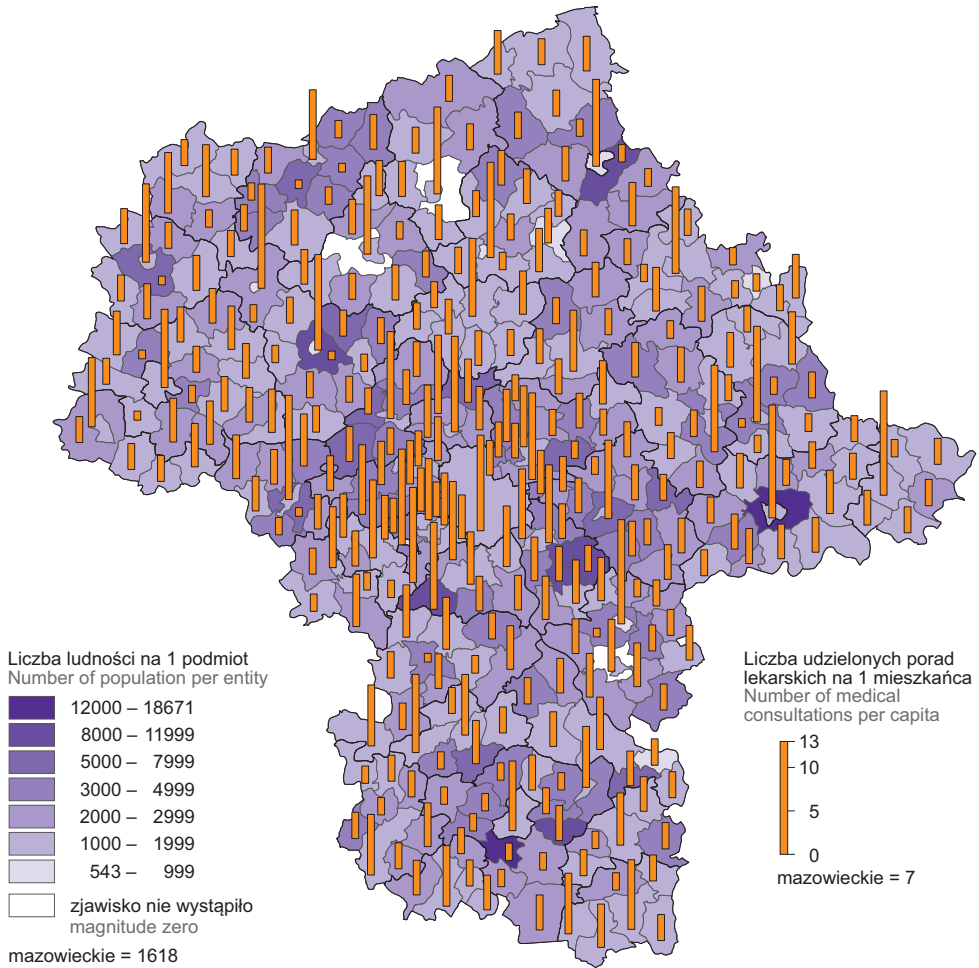 Liczba ludności na 1 podmiot
Number of population per entity
12000 – 18671
8000 – 11999
5000 – 7999
3000 – 4999
2000 – 2999
1000 – 1999
543 – 999
zjawisko nie wystąpiło
magnitude zero
mazowieckie = 1618
Liczba udzielonych porad
lekarskich na 1 mieszkańca
Number of medical
consultations per capita
13
10
5
0
mazowieckie = 7